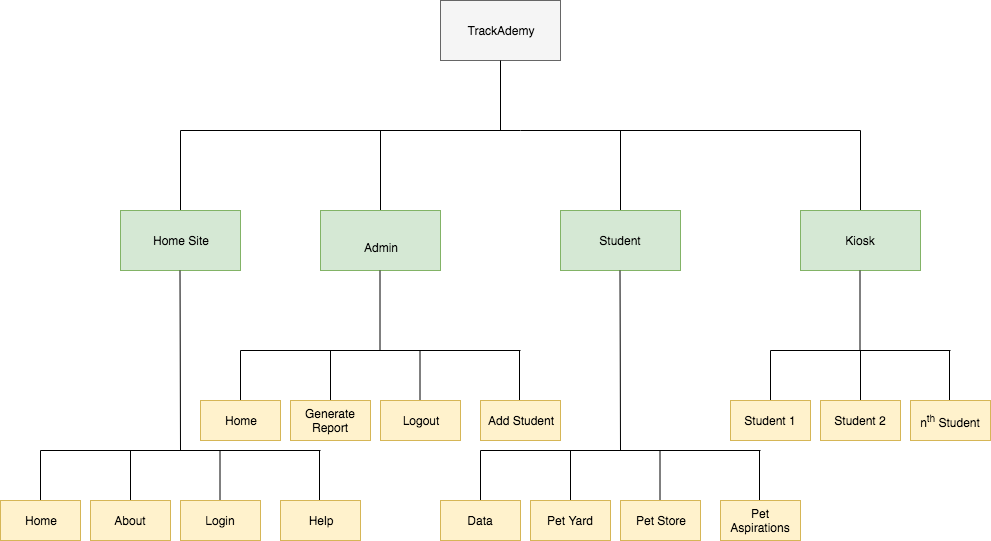 TrackAdemy
Home Site
Admin
Student
Kiosk
Home
Generate
Report
Logout
Add Student
Student 1
Student 2
nth Student
Home
About
Login
Help
Data
Pet Yard
Pet Store
Pet
Aspirations